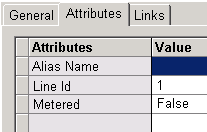 General Attributes Links
Attributes Value
Alias Name
Line Id 1
Metered False